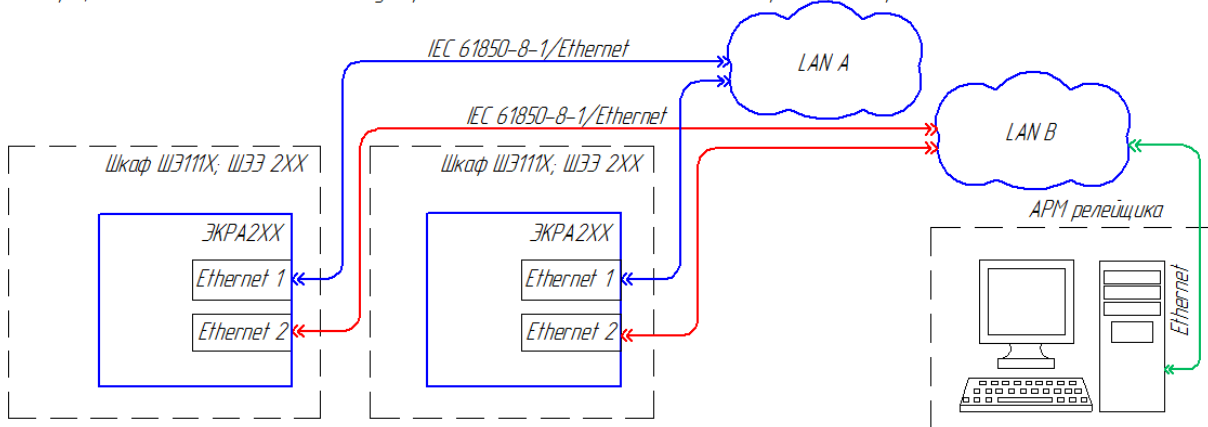 IEC 61850-8-1/Ethernet
LAN A
IEC 61850-8-1/Ethernet
LAN B
Шкаф ШЭ111Х; ШЭЭ 2ХХ
Шкаф ШЭ111Х; ШЭЭ 2ХХ
АРМ релейщика
ЭКРА2ХХ
ЭКРА2ХХ
Ethernet 1
Ethernet 1
Ethernet 2
Ethernet 2
Ethernet